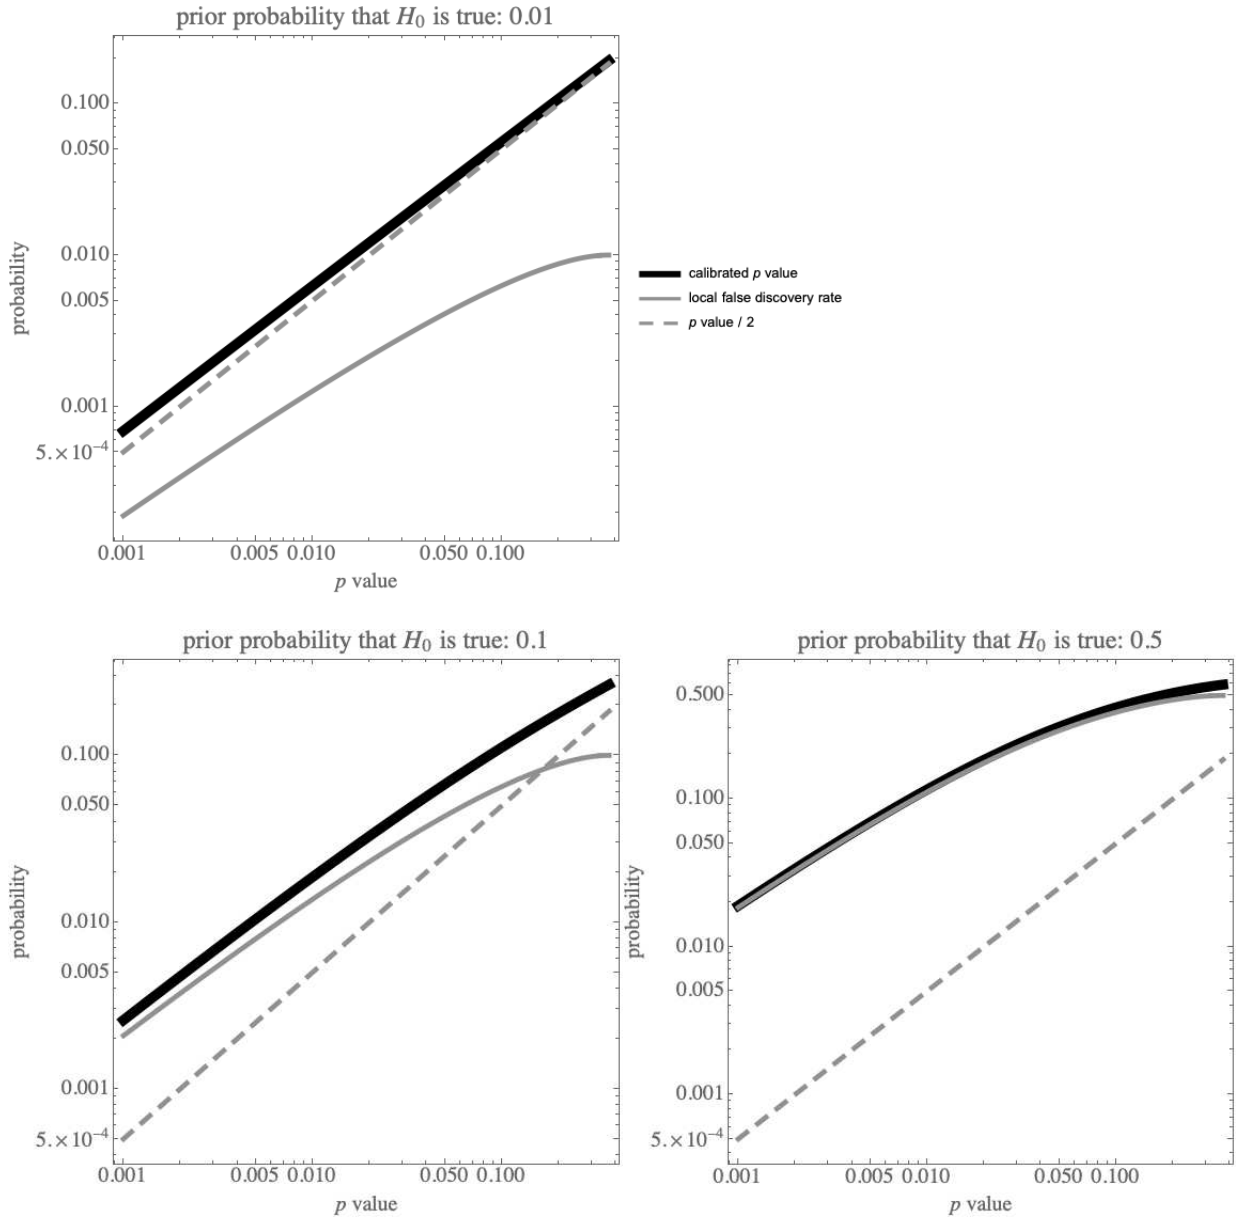 prior probability that H₀ is true: 0.01
0.100
0.050
0.010
0.005
0.001
5.×10⁻⁴
probability
0.001 0.005 0.010 0.050 0.100
p value
calibrated p value
local false discovery rate
p value / 2
prior probability that H₀ is true: 0.1
0.100
0.050
0.010
0.005
0.001
5.×10⁻⁴
probability
0.001 0.005 0.010 0.050 0.100
p value
prior probability that H₀ is true: 0.5
0.500
0.100
0.050
0.010
0.005
0.001
5.×10⁻⁴
probability
0.001 0.005 0.010 0.050 0.100
p value